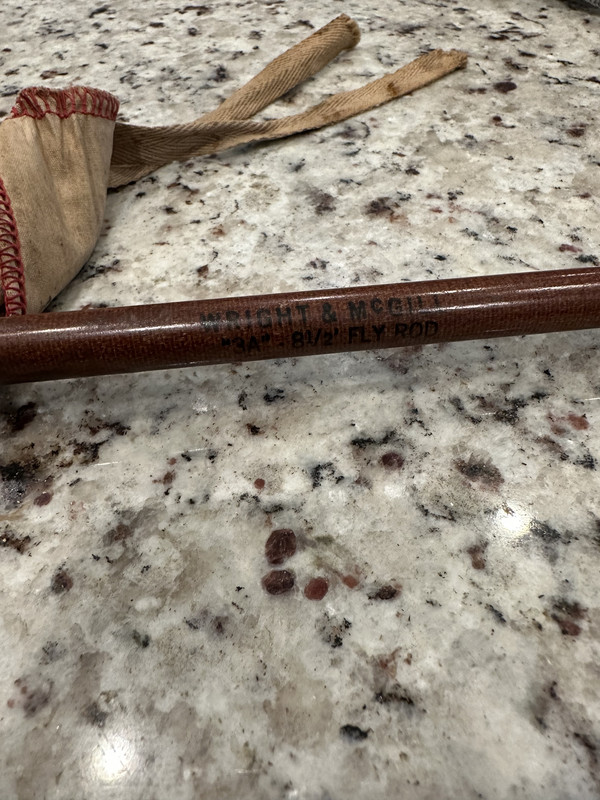 WRIGHT & McGILL
"3A" - 8 1/2' FLY ROD